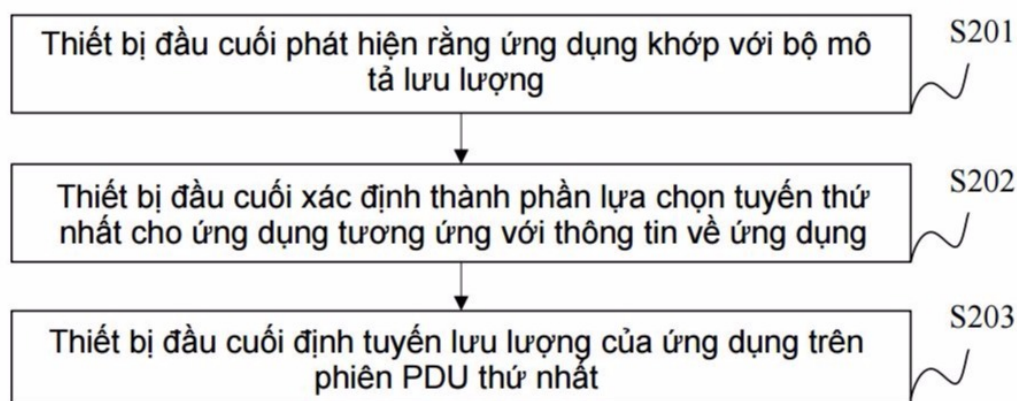 Thiết bị đầu cuối phát hiện rằng ứng dụng khớp với bộ mô
tả lưu lượng
S201
Thiết bị đầu cuối xác định thành phần lựa chọn tuyến thứ
nhất cho ứng dụng tương ứng với thông tin về ứng dụng
S202
Thiết bị đầu cuối định tuyến lưu lượng của ứng dụng trên
phiên PDU thứ nhất
S203